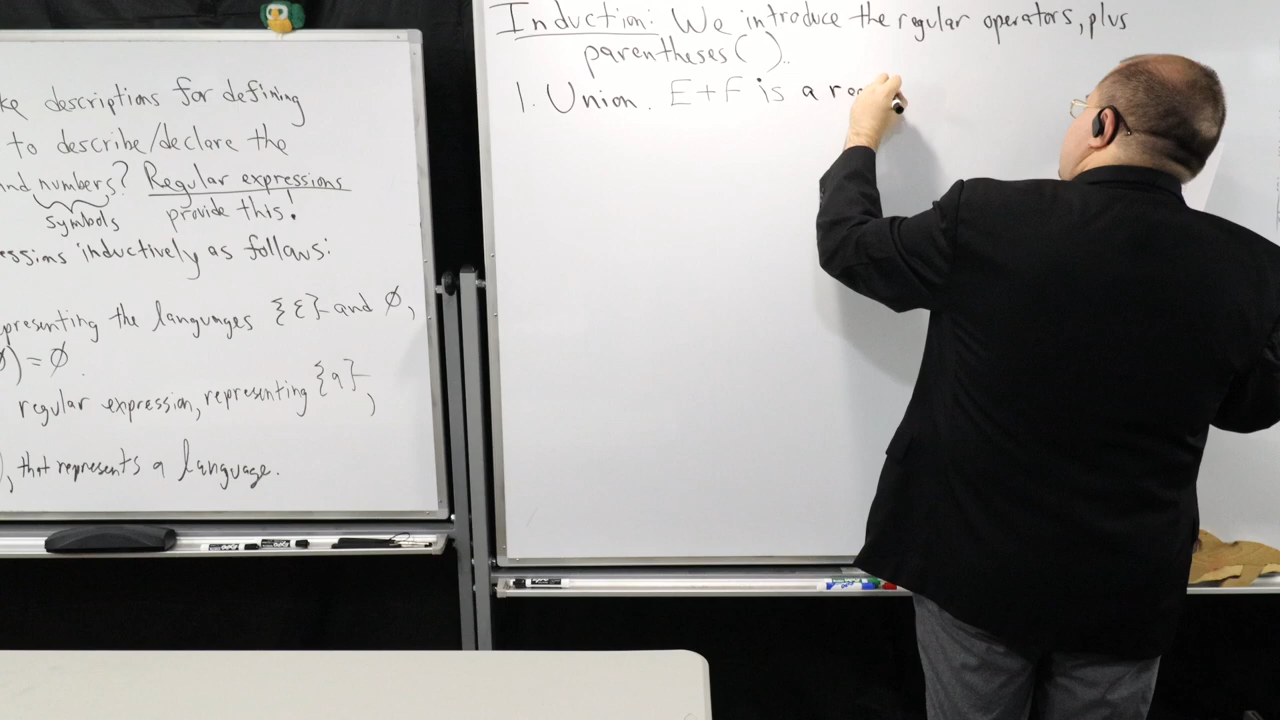 ke descriptions for defining
to describe/declare the
nd numbers? Regular expressions
symbols provide this!
essions inductively as follows:
presenting the languages {ε} and Ø,
) = Ø.
regular expression, representing {a},
), that represents a language.
Induction: We introduce the regular operators, plus
parentheses ( ).
1. Union. E+F is a re